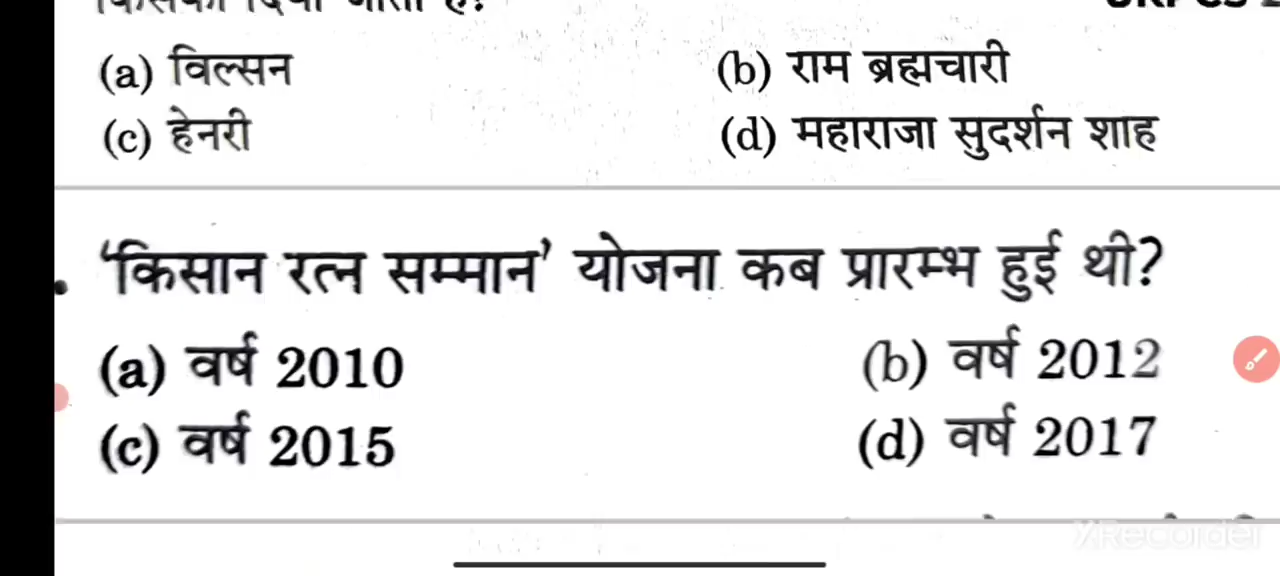 (a) विल्सन (b) राम ब्रह्मचारी
(c) हेनरी (d) महाराजा सुदर्शन शाह
'किसान रत्न सम्मान' योजना कब प्रारम्भ हुई थी?
(a) वर्ष 2010 (b) वर्ष 2012
(c) वर्ष 2015 (d) वर्ष 2017
XRecorder